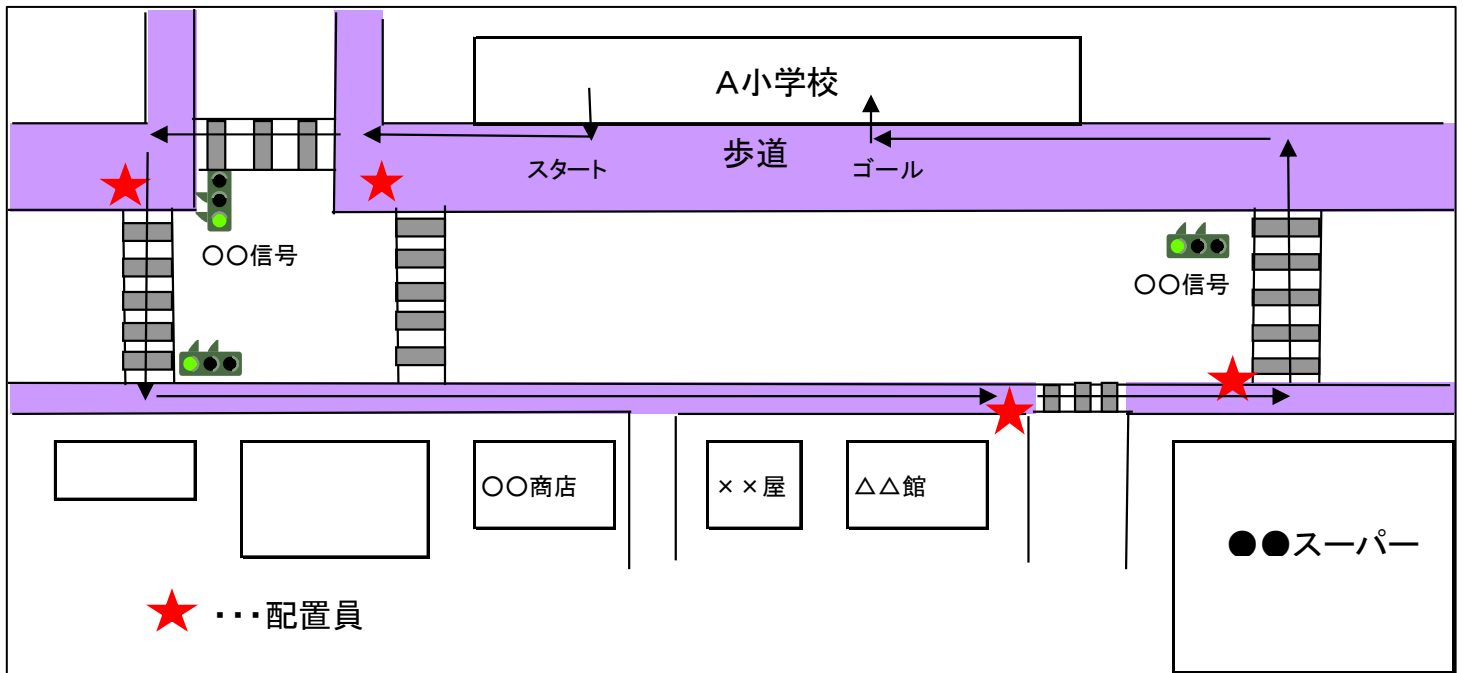 A小学校
歩道
スタート
ゴール
〇〇信号
〇〇信号
〇〇商店
××屋
△△館
●●スーパー
★・・・配置員